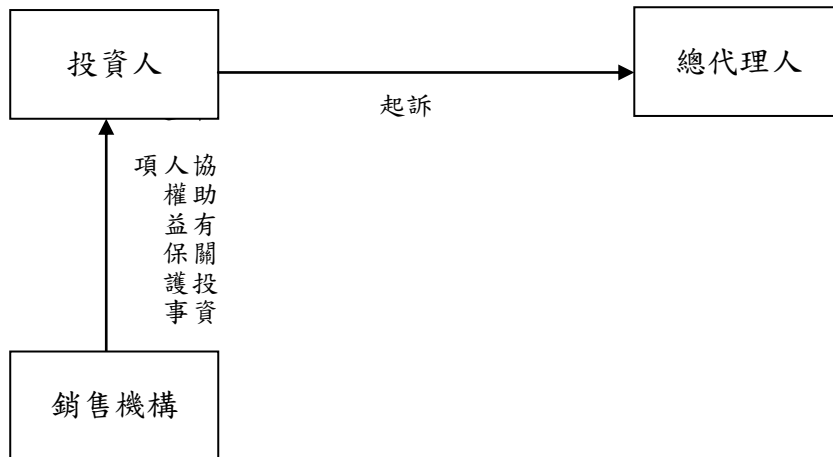 投資人
總代理人
起訴
協助有關投資
人權益保護事
項
銷售機構